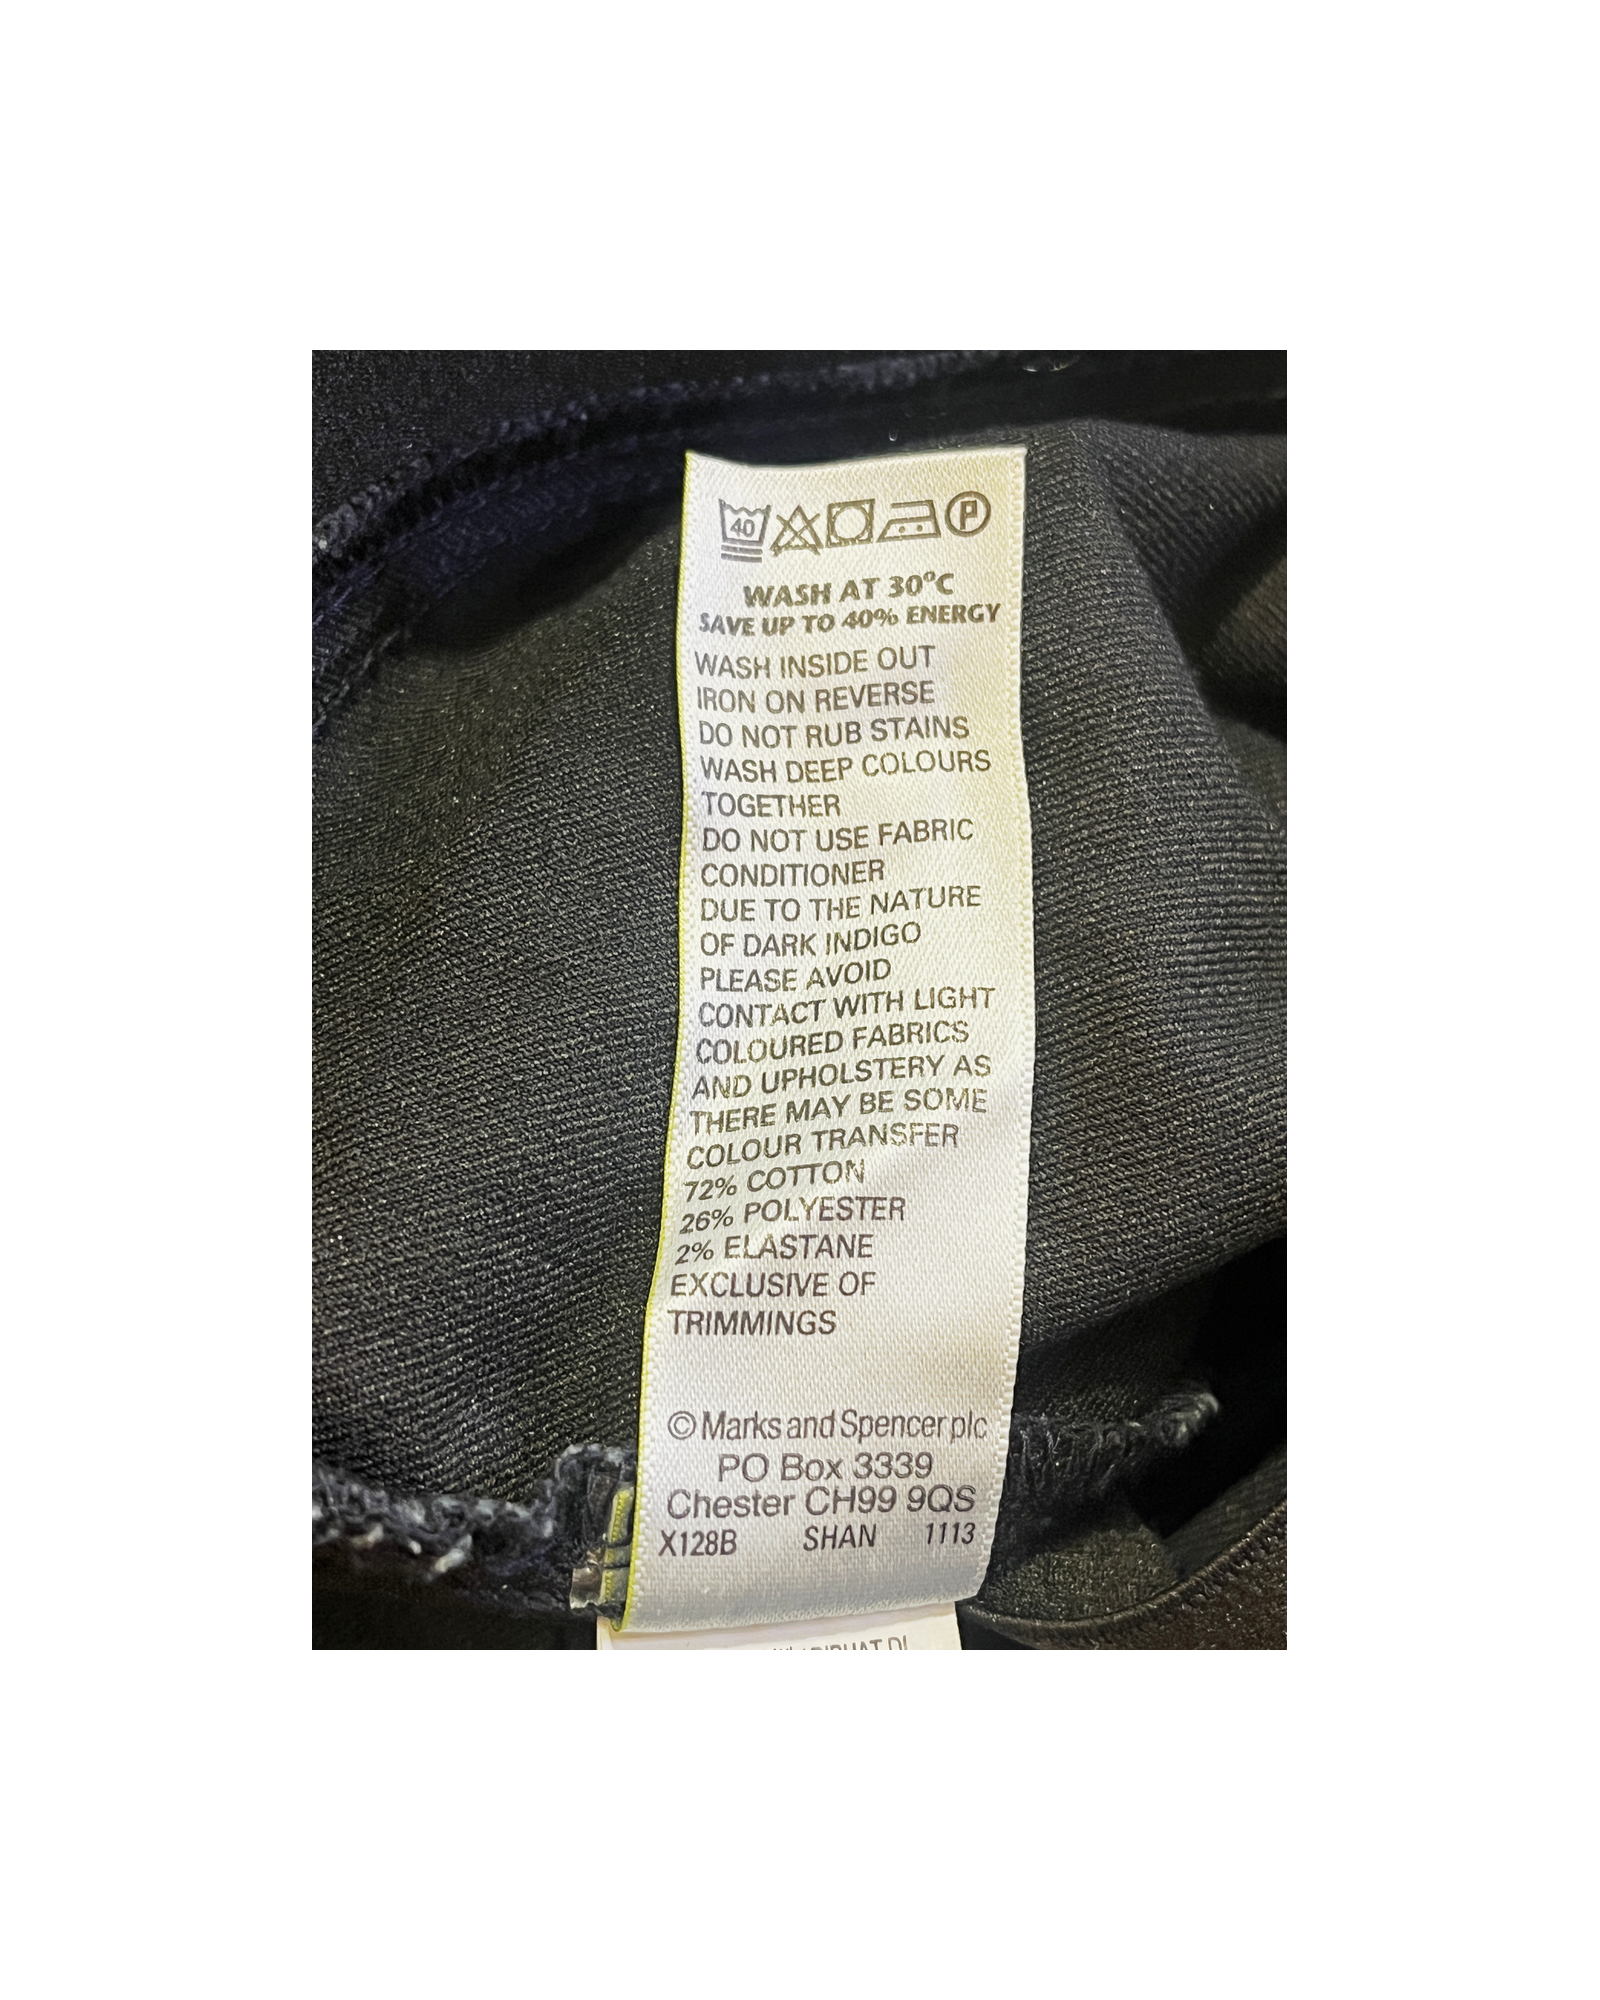 40 P
WASH AT 30°C
SAVE UP TO 40% ENERGY
WASH INSIDE OUT
IRON ON REVERSE
DO NOT RUB STAINS
WASH DEEP COLOURS
TOGETHER
DO NOT USE FABRIC
CONDITIONER
DUE TO THE NATURE
OF DARK INDIGO
PLEASE AVOID
CONTACT WITH LIGHT
COLOURED FABRICS
AND UPHOLSTERY AS
THERE MAY BE SOME
COLOUR TRANSFER
72% COTTON
26% POLYESTER
2% ELASTANE
EXCLUSIVE OF
TRIMMINGS
© Marks and Spencer plc
PO Box 3339
Chester CH99 9QS
X128B SHAN 1113